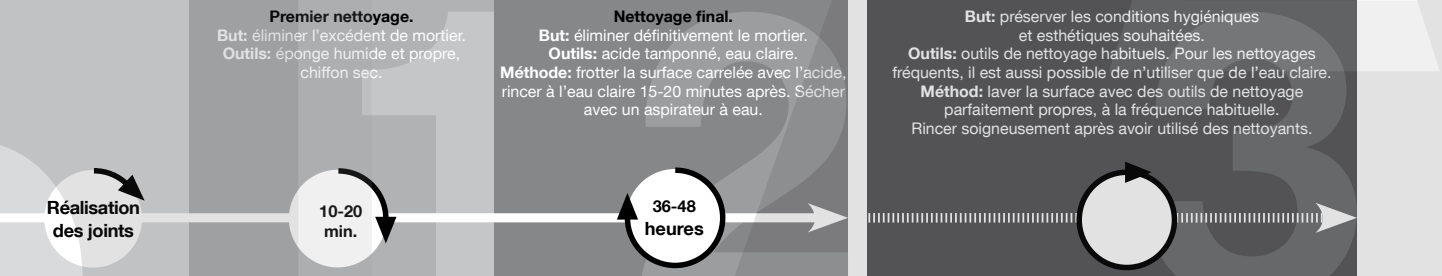 Premier nettoyage.
But: éliminer l'excédent de mortier.
Outils: éponge humide et propre,
chiffon sec.
Nettoyage final.
But: éliminer définitivement le mortier.
Outils: acide tamponné, eau claire.
Méthode: frotter la surface carrelée avec l'acide,
rincer à l'eau claire 15-20 minutes après. Sécher
avec un aspirateur à eau.
But: préserver les conditions hygiéniques
et esthétiques souhaitées.
Outils: outils de nettoyage habituels. Pour les nettoyages
fréquents, il est aussi possible de n'utiliser que de l'eau claire.
Méthod: laver la surface avec des outils de nettoyage
parfaitement propres, à la fréquence habituelle.
Rincer soigneusement après avoir utilisé des nettoyants.
1
2
3
Réalisation
des joints
10-20
min.
36-48
heures